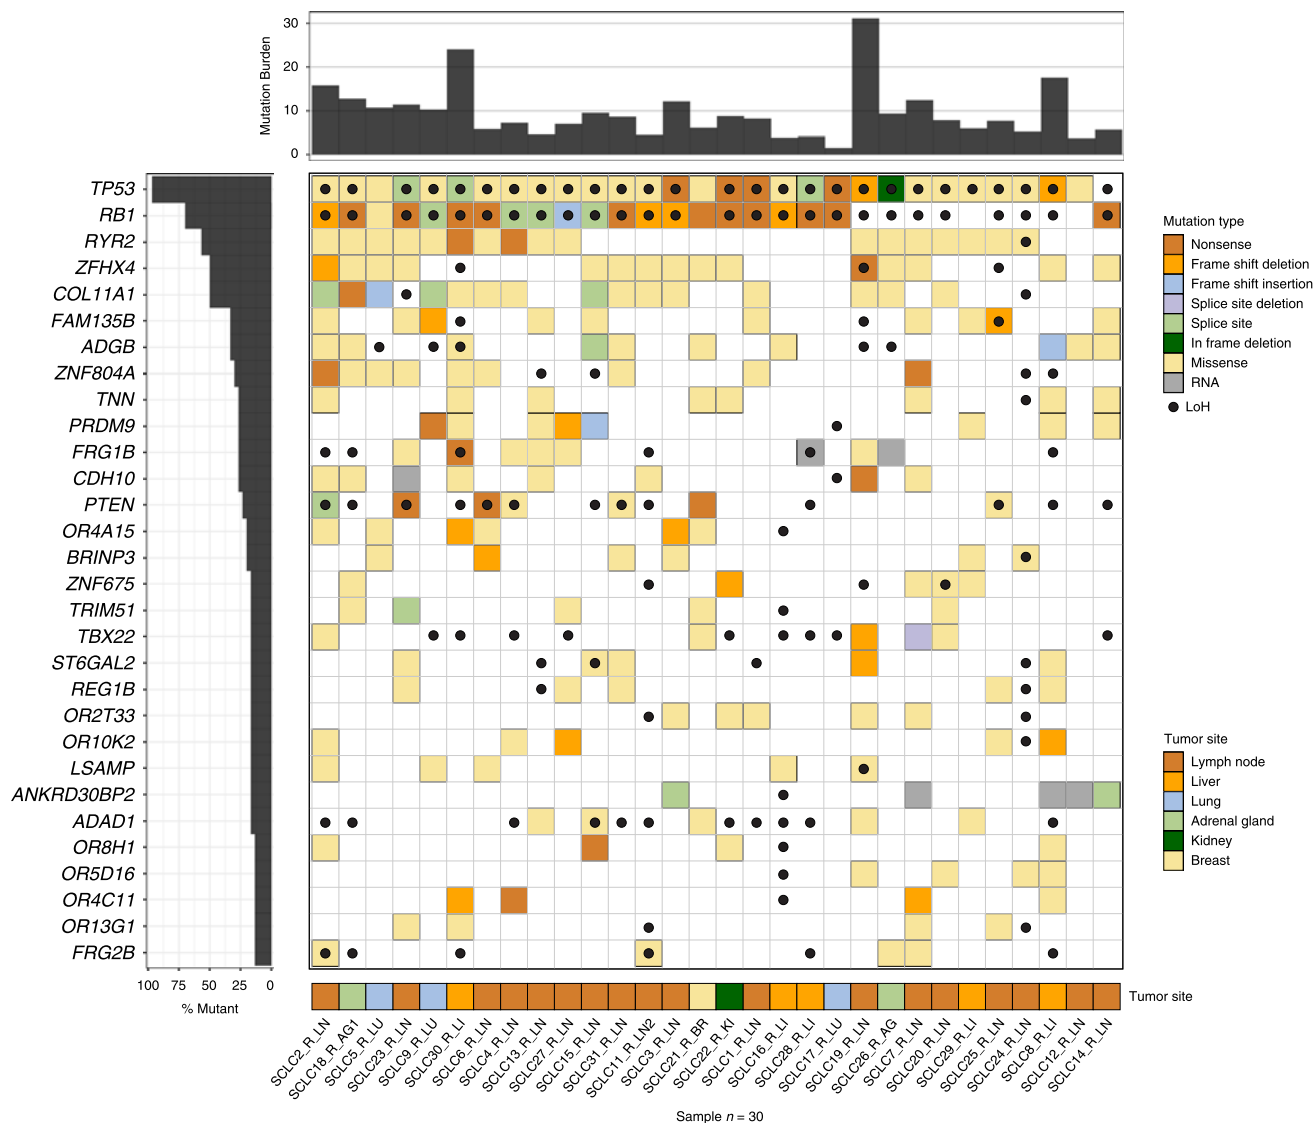 Mutation Burden
30
20
10
0
TP53
RB1
RYR2
ZFHX4
COL11A1
FAM135B
ADGB
ZNF804A
TNN
PRDM9
FRG1B
CDH10
PTEN
OR4A15
BRINP3
ZNF675
TRIM51
TBX22
ST6GAL2
REG1B
OR2T33
OR10K2
LSAMP
ANKRD30BP2
ADAD1
OR8H1
OR5D16
OR4C11
OR13G1
FRG2B
100 75 50 25 0
% Mutant
Mutation type
Nonsense
Frame shift deletion
Frame shift insertion
Splice site deletion
Splice site
In frame deletion
Missense
RNA
LoH
Tumor site
Lymph node
Liver
Lung
Adrenal gland
Kidney
Breast
Tumor site
SCLC2_R_LN
SCLC18_R_AG1
SCLC5_R_LU
SCLC23_R_LN
SCLC9_R_LU
SCLC30_R_LI
SCLC6_R_LN
SCLC4_R_LN
SCLC13_R_LN
SCLC27_R_LN
SCLC15_R_LN
SCLC31_R_LN
SCLC11_R_LN2
SCLC3_R_LN
SCLC21_R_BR
SCLC22_R_KI
SCLC1_R_LN
SCLC16_R_LI
SCLC28_R_LI
SCLC17_R_LU
SCLC19_R_LN
SCLC26_R_AG
SCLC7_R_LN
SCLC20_R_LN
SCLC29_R_LI
SCLC25_R_LN
SCLC24_R_LN
SCLC8_R_LI
SCLC12_R_LN
SCLC14_R_LN
Sample n = 30